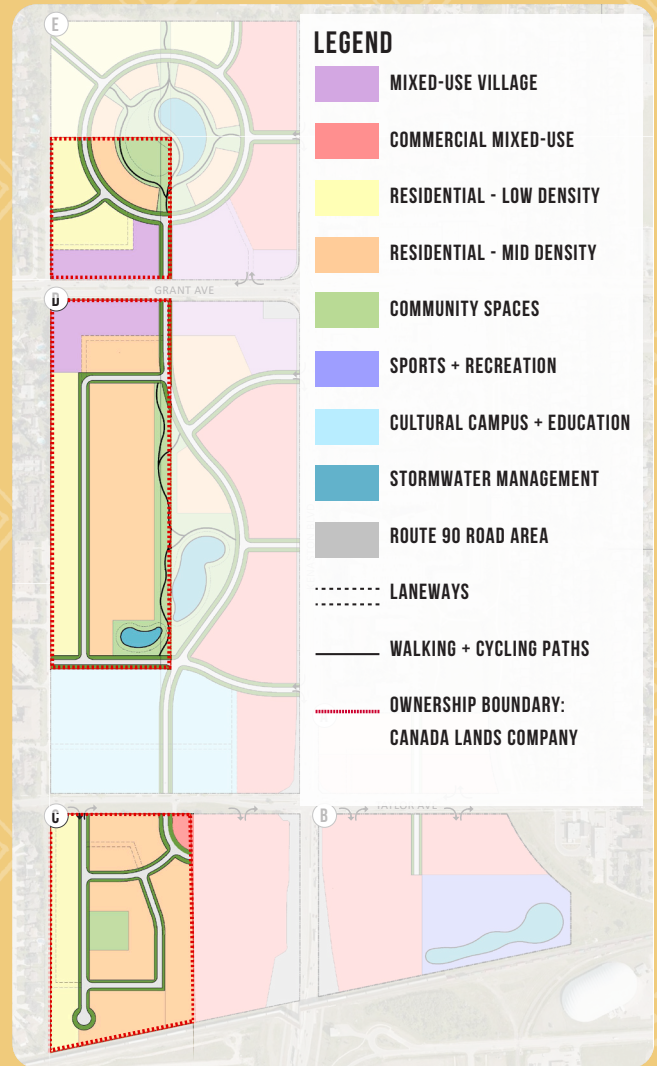 E
LEGEND
MIXED-USE VILLAGE
COMMERCIAL MIXED-USE
RESIDENTIAL - LOW DENSITY
RESIDENTIAL - MID DENSITY
COMMUNITY SPACES
SPORTS + RECREATION
CULTURAL CAMPUS + EDUCATION
STORMWATER MANAGEMENT
ROUTE 90 ROAD AREA
LANEWAYS
WALKING + CYCLING PATHS
OWNERSHIP BOUNDARY:
CANADA LANDS COMPANY
GRANT AVE
D
TAYLOR AVE
C
B